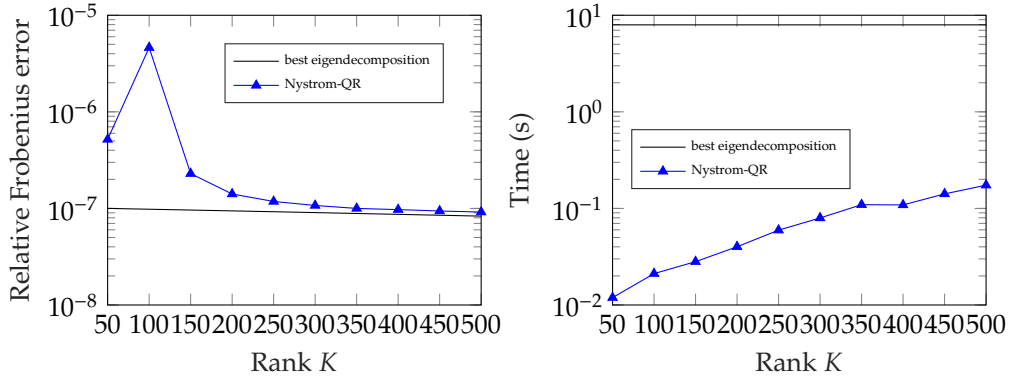 10^-5
10^-6
10^-7
10^-8
Relative Frobenius error
best eigendecomposition
Nystrom-QR
50 100 150 200 250 300 350 400 450 500
Rank K
10^1
10^0
10^-1
10^-2
Time (s)
best eigendecomposition
Nystrom-QR
50 100 150 200 250 300 350 400 450 500
Rank K